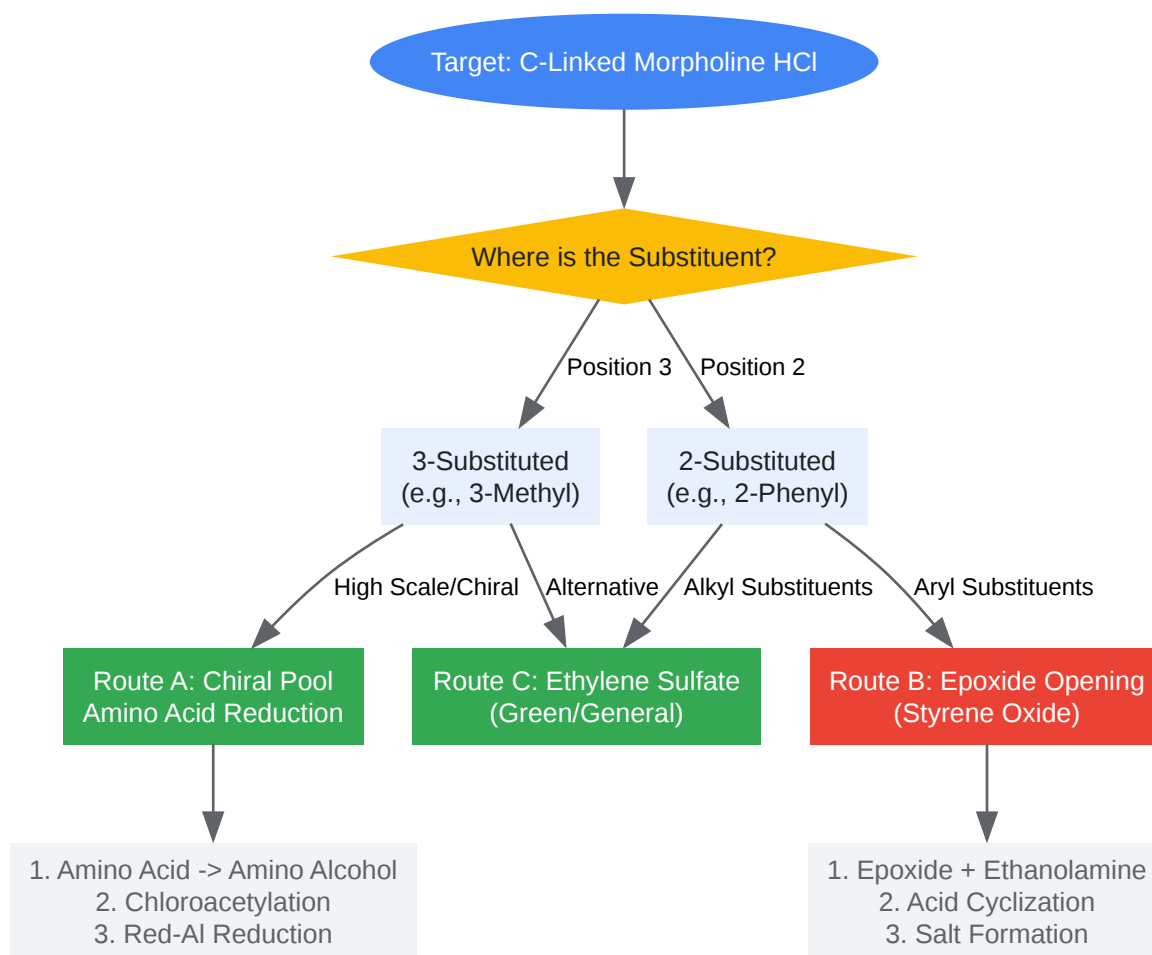 Target: C-Linked Morpholine HCl
Where is the Substituent?
Position 3
Position 2
3-Substituted
(e.g., 3-Methyl)
2-Substituted
(e.g., 2-Phenyl)
High Scale/Chiral
Alternative
Alkyl Substituents
Aryl Substituents
Route A: Chiral Pool
Amino Acid Reduction
Route C: Ethylene Sulfate
(Green/General)
Route B: Epoxide Opening
(Styrene Oxide)
1. Amino Acid -> Amino Alcohol
2. Chloroacetylation
3. Red-Al Reduction
1. Epoxide + Ethanolamine
2. Acid Cyclization
3. Salt Formation